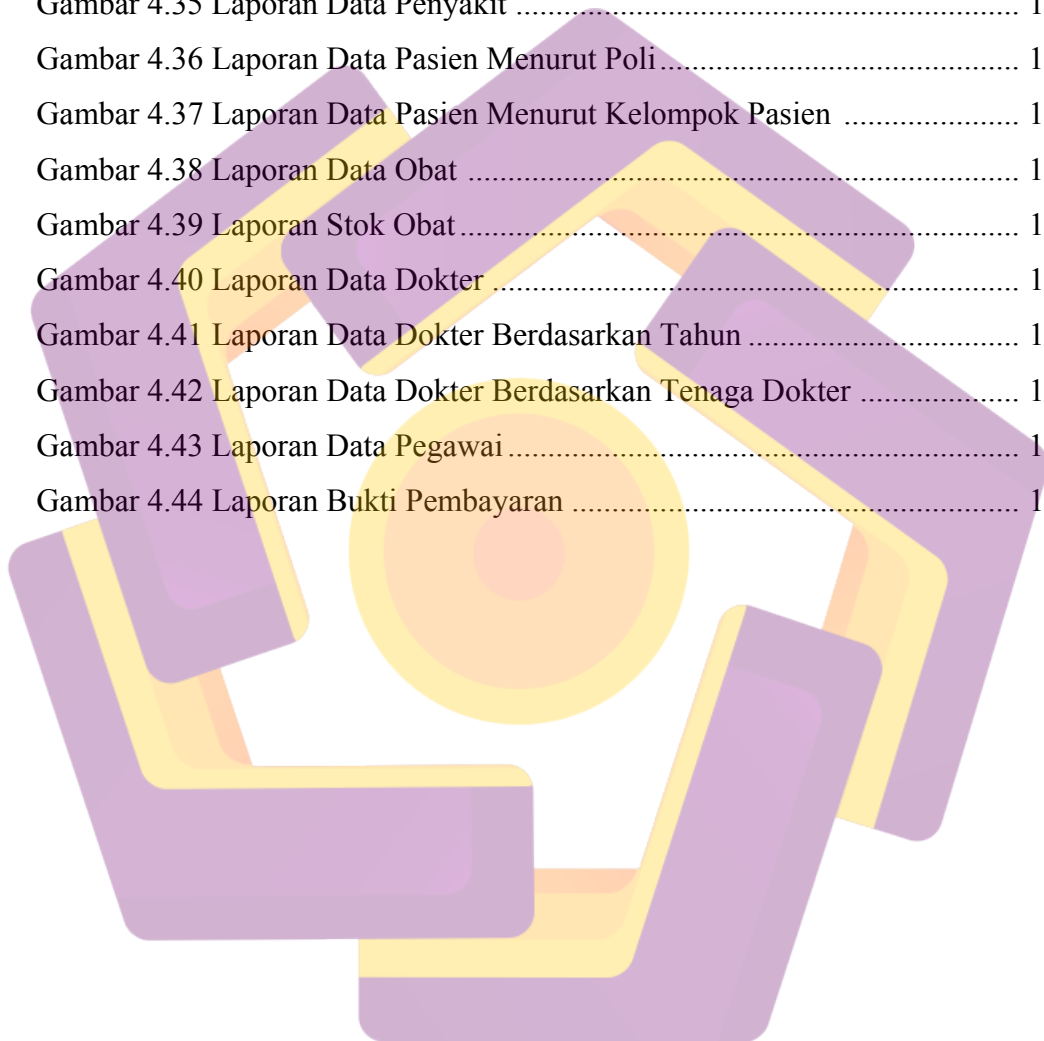 Gambar 4.35 Laporan Data Penyakit ................................................................ 1
Gambar 4.36 Laporan Data Pasien Menurut Poli ............................................. 1
Gambar 4.37 Laporan Data Pasien Menurut Kelompok Pasien ...................... 1
Gambar 4.38 Laporan Data Obat ...................................................................... 1
Gambar 4.39 Laporan Stok Obat ....................................................................... 1
Gambar 4.40 Laporan Data Dokter ................................................................... 1
Gambar 4.41 Laporan Data Dokter Berdasarkan Tahun .................................. 1
Gambar 4.42 Laporan Data Dokter Berdasarkan Tenaga Dokter .................... 1
Gambar 4.43 Laporan Data Pegawai ................................................................. 1
Gambar 4.44 Laporan Bukti Pembayaran ......................................................... 1